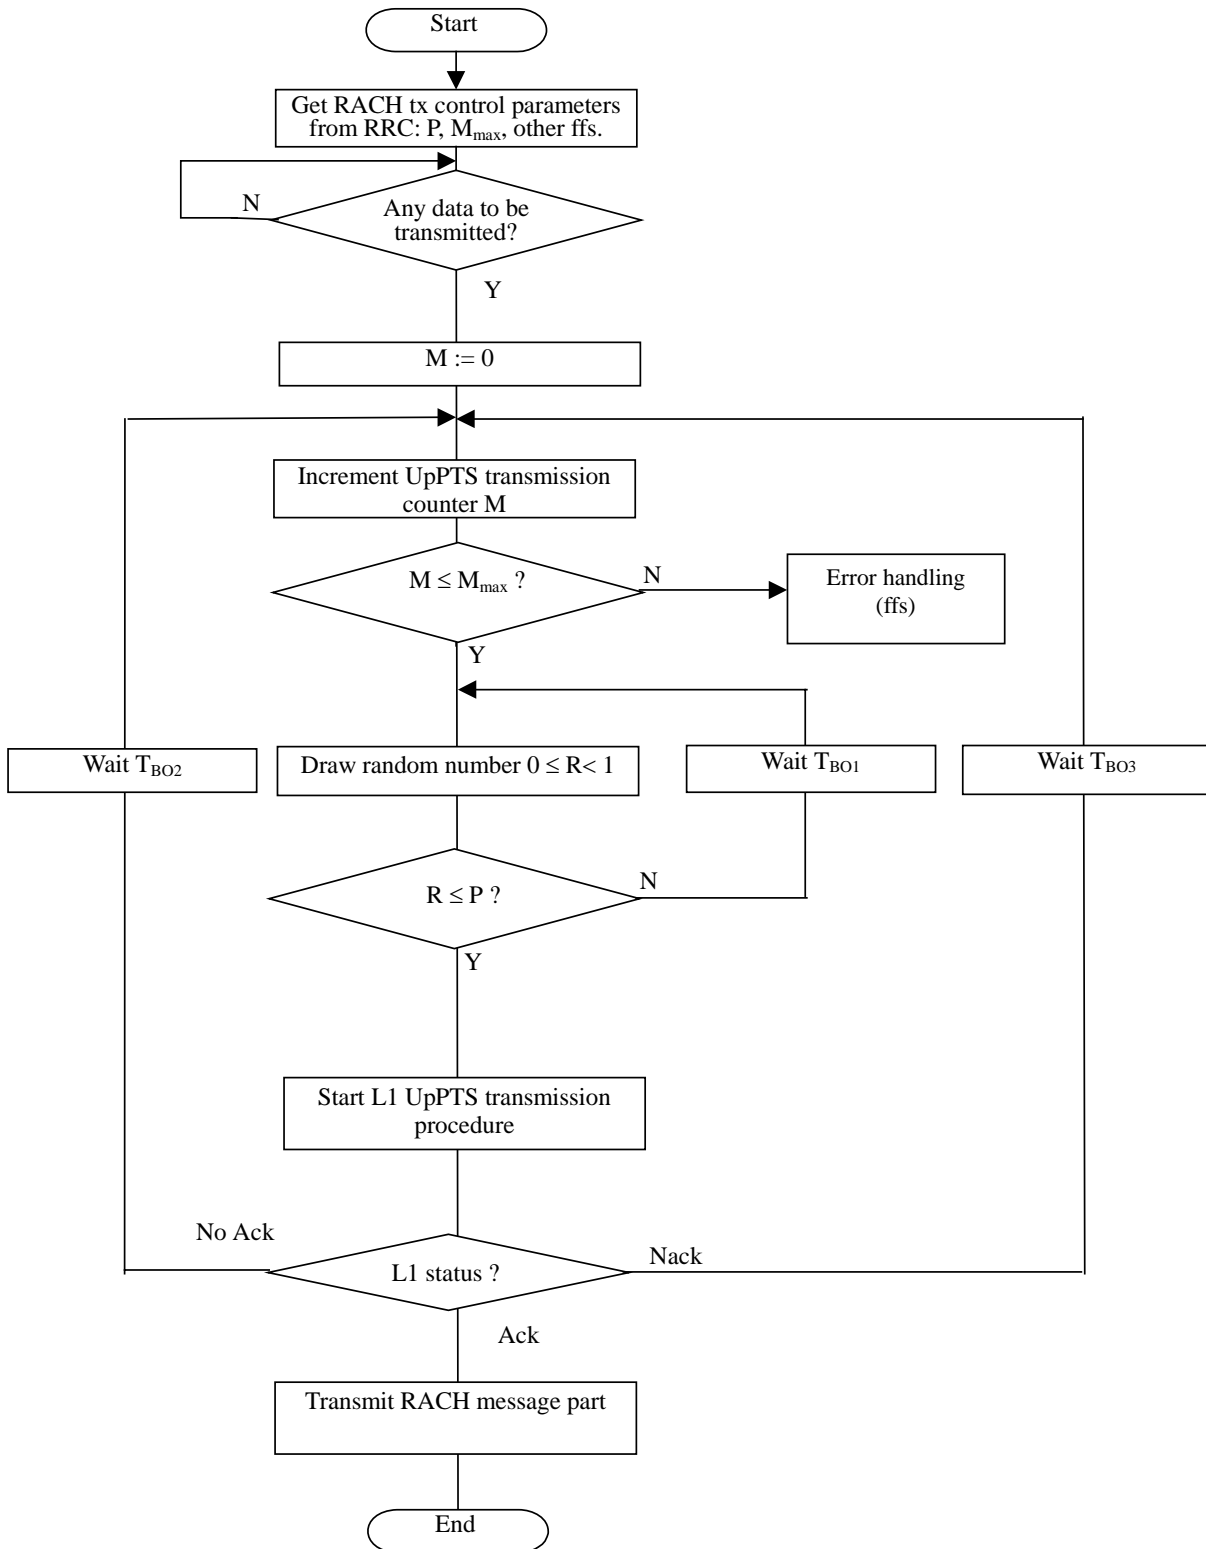 Start
Get RACH tx control parameters
from RRC: P, Mmax, other ffs.
N
Any data to be
transmitted?
Y
M := 0
Increment UpPTS transmission
counter M
M ≤ Mmax ?
N
Error handling
(ffs)
Y
Wait TBO2
Draw random number 0 ≤ R< 1
Wait TBO1
Wait TBO3
R ≤ P ?
N
Y
Start L1 UpPTS transmission
procedure
No Ack
L1 status ?
Nack
Ack
Transmit RACH message part
End